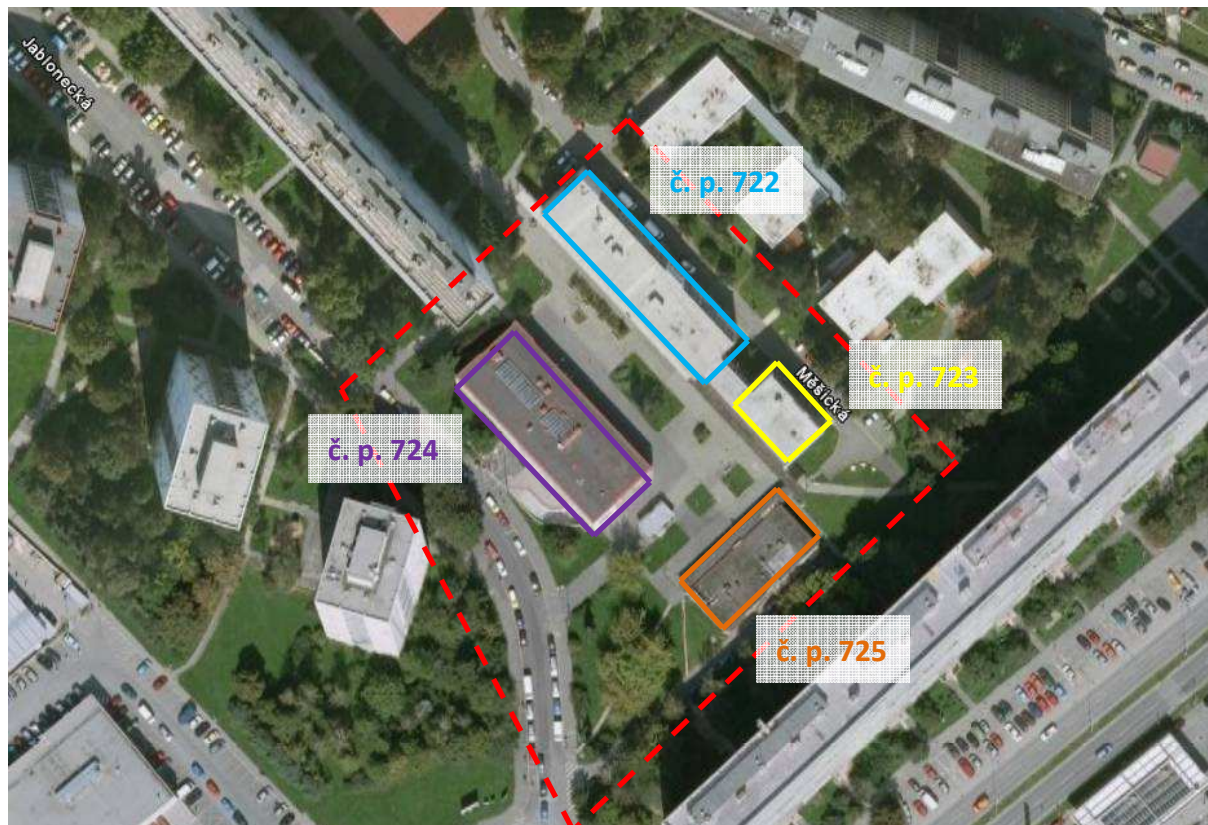 Jablonecká
č. p. 722
Měšická
č. p. 723
č. p. 724
č. p. 725